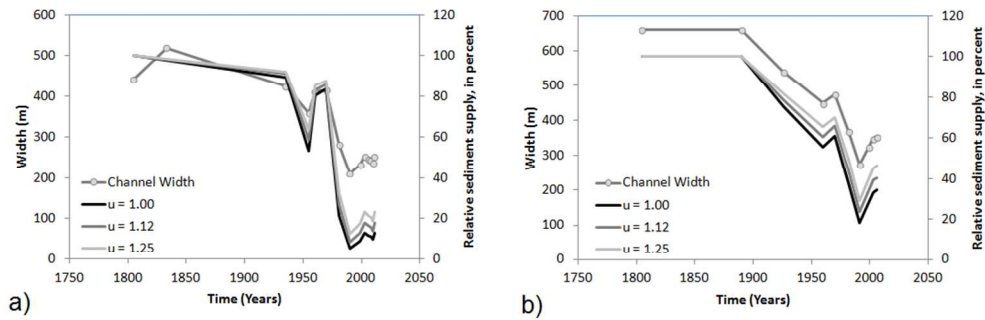 600
500
400
300
200
100
0
Width (m)
120
100
80
60
40
20
0
Relative sediment supply, in percent
Channel Width
u = 1.00
u = 1.12
u = 1.25
1750 1800 1850 1900 1950 2000 2050
Time (Years)
a)
700
600
500
400
300
200
100
0
Width (m)
120
100
80
60
40
20
0
Relative sediment supply, in percent
Channel Width
u = 1.00
u = 1.12
u = 1.25
1750 1800 1850 1900 1950 2000 2050
Time (Years)
b)